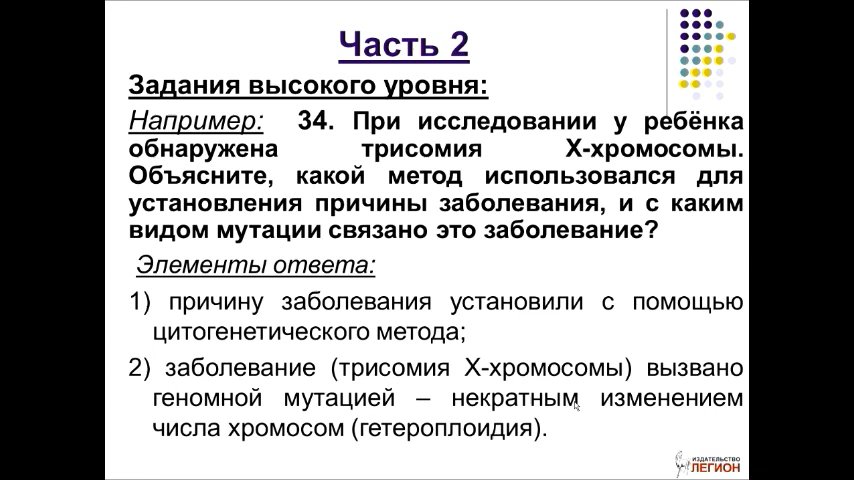 Часть 2
Задания высокого уровня:
Например: 34. При исследовании у ребёнка
обнаружена трисомия Х-хромосомы.
Объясните, какой метод использовался для
установления причины заболевания, и с каким
видом мутации связано это заболевание?
Элементы ответа:
1) причину заболевания установили с помощью
цитогенетического метода;
2) заболевание (трисомия Х-хромосомы) вызвано
геномной мутацией – некратным изменением
числа хромосом (гетероплоидия).
ИЗДАТЕЛЬСТВО
ЛЕГИОН